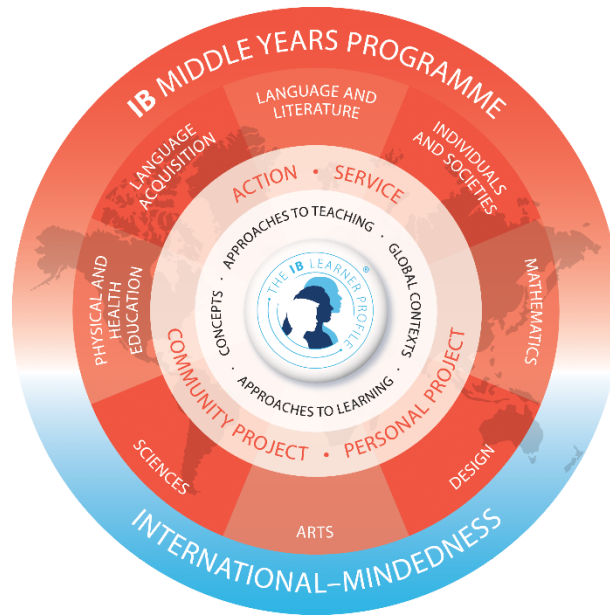 IB MIDDLE YEARS PROGRAMME
LANGUAGE AND
LITERATURE
INDIVIDUALS
AND SOCIETIES
MATHEMATICS
DESIGN
ARTS
SCIENCES
PHYSICAL AND
HEALTH
EDUCATION
LANGUAGE
ACQUISITION
ACTION • SERVICE
PERSONAL PROJECT
•
COMMUNITY PROJECT
APPROACHES TO TEACHING •
GLOBAL CONTEXTS •
APPROACHES TO LEARNING •
CONCEPTS •
THE IB LEARNER PROFILE ®
INTERNATIONAL–MINDEDNESS